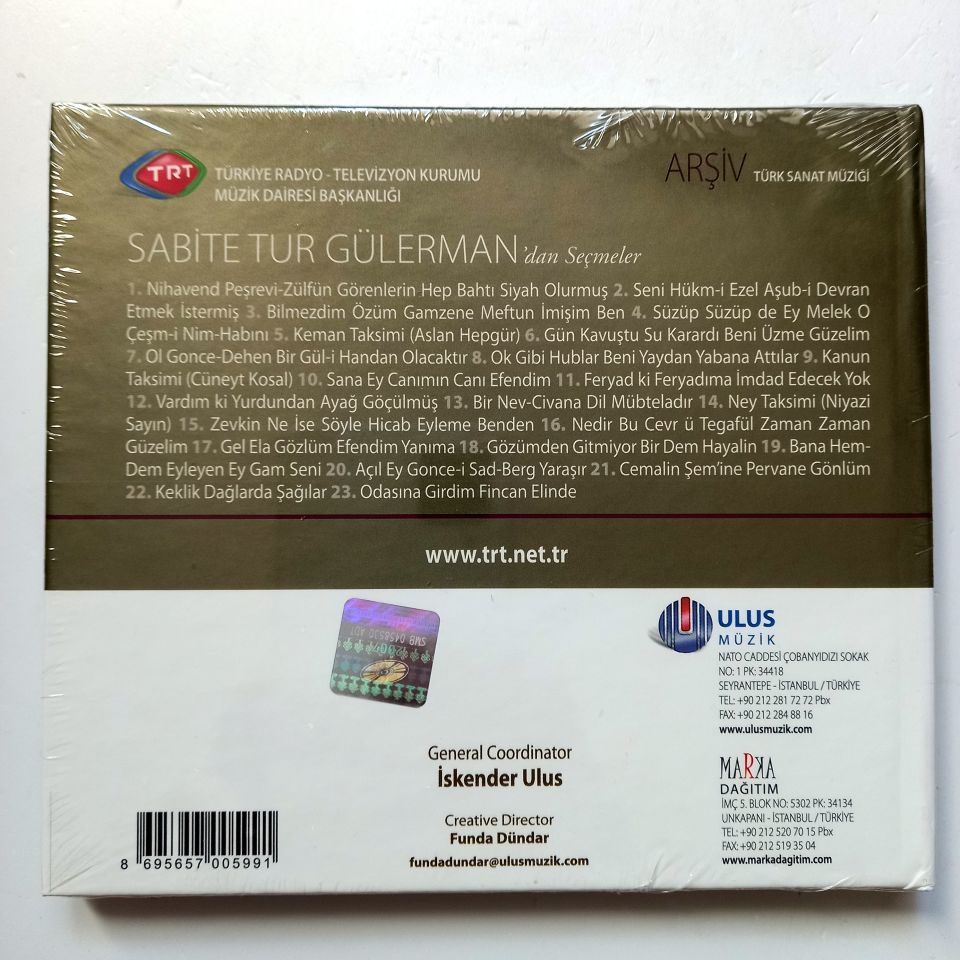 TRT
TÜRKİYE RADYO - TELEVİZYON KURUMU
MÜZİK DAİRESİ BAŞKANLIĞI
ARŞİV TÜRK SANAT MÜZİĞİ
SABİTE TUR GÜLERMAN'dan Seçmeler
1. Nihavend Peşrevi-Zülfün Görenlerin Hep Bahtı Siyah Olurmuş 2. Seni Hükm-i Ezel Aşub-i Devran
Etmek İstermiş 3. Bilmezdim Özüm Gamzene Meftun İmişim Ben 4. Süzüp Süzüp de Ey Melek O
Çeşm-i Nim-Habını 5. Keman Taksimi (Aslan Hepgür) 6. Gün Kavuştu Su Karardı Beni Üzme Güzelim
7. Ol Gonce-Dehen Bir Gül-i Handan Olacaktır 8. Ok Gibi Hublar Beni Yaydan Yabana Attılar 9. Kanun
Taksimi (Cüneyt Kosal) 10. Sana Ey Canımın Canı Efendim 11. Feryad ki Feryadıma İmdad Edecek Yok
12. Vardım ki Yurdundan Ayağ Göçülmüş 13. Bir Nev-Civana Dil Mübteladır 14. Ney Taksimi (Niyazi
Sayın) 15. Zevkin Ne İse Söyle Hicab Eyleme Benden 16. Nedir Bu Cevr ü Tegafül Zaman Zaman
Güzelim 17. Gel Ela Gözlüm Efendim Yanıma 18. Gözümden Gitmiyor Bir Dem Hayalin 19. Bana Hem-
Dem Eyleyen Ey Gam Seni 20. Açıl Ey Gonce-i Sad-Berg Yaraşır 21. Cemalin Şem'ine Pervane Gönlüm
22. Keklik Dağlarda Şağılar 23. Odasına Girdim Fincan Elinde
www.trt.net.tr
ULUS
MÜZİK
NATO CADDESİ ÇOBANYIDIZI SOKAK
NO: 1 PK: 34418
SEYRANTEPE - İSTANBUL / TÜRKİYE
TEL: +90 212 281 72 72 Pbx
FAX: +90 212 284 88 16
www.ulusmuzik.com
General Coordinator
İskender Ulus
Creative Director
Funda Dündar
fundadundar@ulusmuzik.com
MARKA
DAĞITIM
İMÇ 5. BLOK NO: 5302 PK: 34134
UNKAPANI - İSTANBUL / TÜRKİYE
TEL: +90 212 520 70 15 Pbx
FAX: +90 212 519 35 04
www.markadagitim.com
8 695657 005991